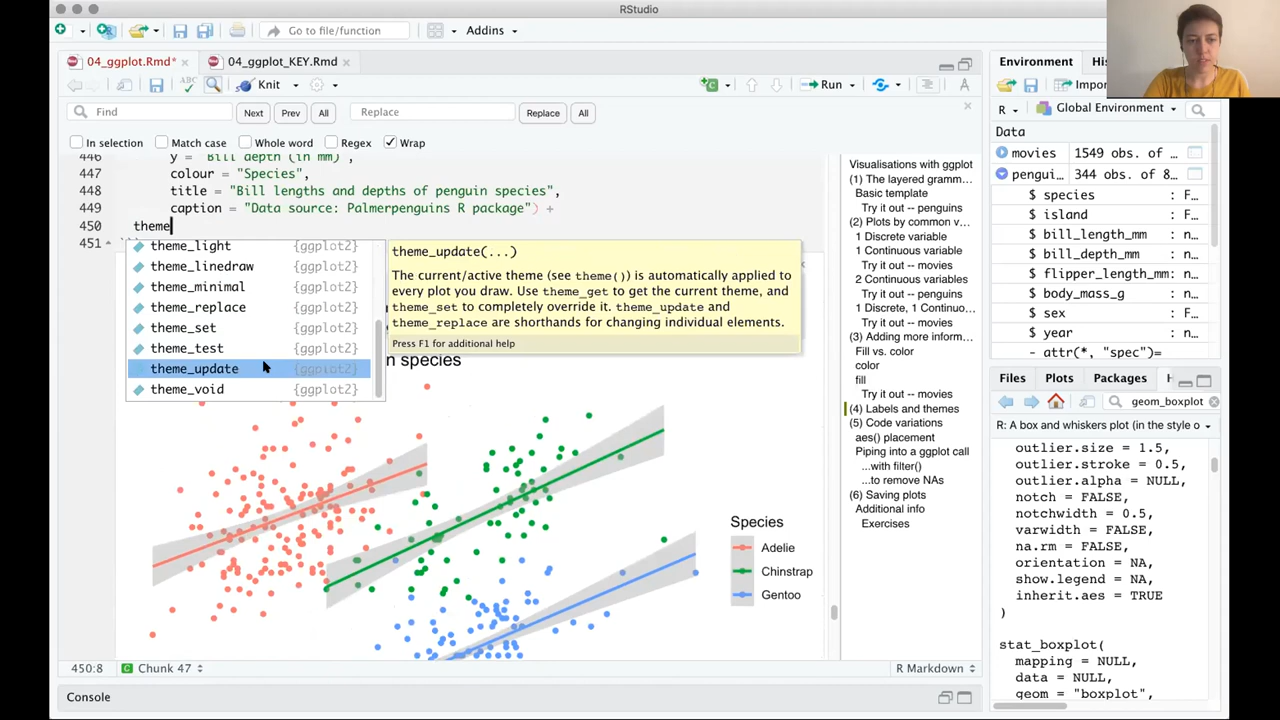 RStudio
Go to file/function
Addins
04_ggplot.Rmd*
04_ggplot_KEY.Rmd
ABC
Knit
Run
Find
Next
Prev
All
Replace
Replace
All
In selection
Match case
Whole word
Regex
Wrap
446 y = "Bill depth (in mm)",
447 colour = "Species",
448 title = "Bill lengths and depths of penguin species",
449 caption = "Data source: Palmerpenguins R package") +
450 theme
451
theme_light {ggplot2}
theme_linedraw {ggplot2}
theme_minimal {ggplot2}
theme_replace {ggplot2}
theme_set {ggplot2}
theme_test {ggplot2}
theme_update {ggplot2}
theme_void {ggplot2}
theme_update(...)
The current/active theme (see theme()) is automatically applied to
every plot you draw. Use theme_get to get the current theme, and
theme_set to completely override it. theme_update and
theme_replace are shorthands for changing individual elements.
Press F1 for additional help
n species
Species
Adelie
Chinstrap
Gentoo
450:8
Chunk 47
R Markdown
Console
Visualisations with ggplot
(1) The layered gramm...
Basic template
Try it out -- penguins
(2) Plots by common v...
1 Discrete variable
1 Continuous variable
Try it out -- movies
2 Continuous variables
Try it out -- penguins
1 Discrete, 1 Continuo...
Try it out -- movies
(3) Adding more inform...
Fill vs. color
color
fill
Try it out -- movies
(4) Labels and themes
(5) Code variations
aes() placement
Piping into a ggplot call
...with filter()
...to remove NAs
(6) Saving plots
Additional info
Exercises
Environment
His
Impor
R
Global Environment
Data
movies 1549 obs. of ...
pengui... 344 obs. of 8...
$ species : F...
$ island : F...
$ bill_length_mm : n...
$ bill_depth_mm : n...
$ flipper_length_mm: n...
$ body_mass_g : n...
$ sex : F...
$ year : n...
- attr(*, "spec")=
Files
Plots
Packages
H
geom_boxplot
R: A box and whiskers plot (in the style o
outlier.size = 1.5,
outlier.stroke = 0.5,
outlier.alpha = NULL,
notch = FALSE,
notchwidth = 0.5,
varwidth = FALSE,
na.rm = FALSE,
orientation = NA,
show.legend = NA,
inherit.aes = TRUE
)
stat_boxplot(
mapping = NULL,
data = NULL,
geom = "boxplot",